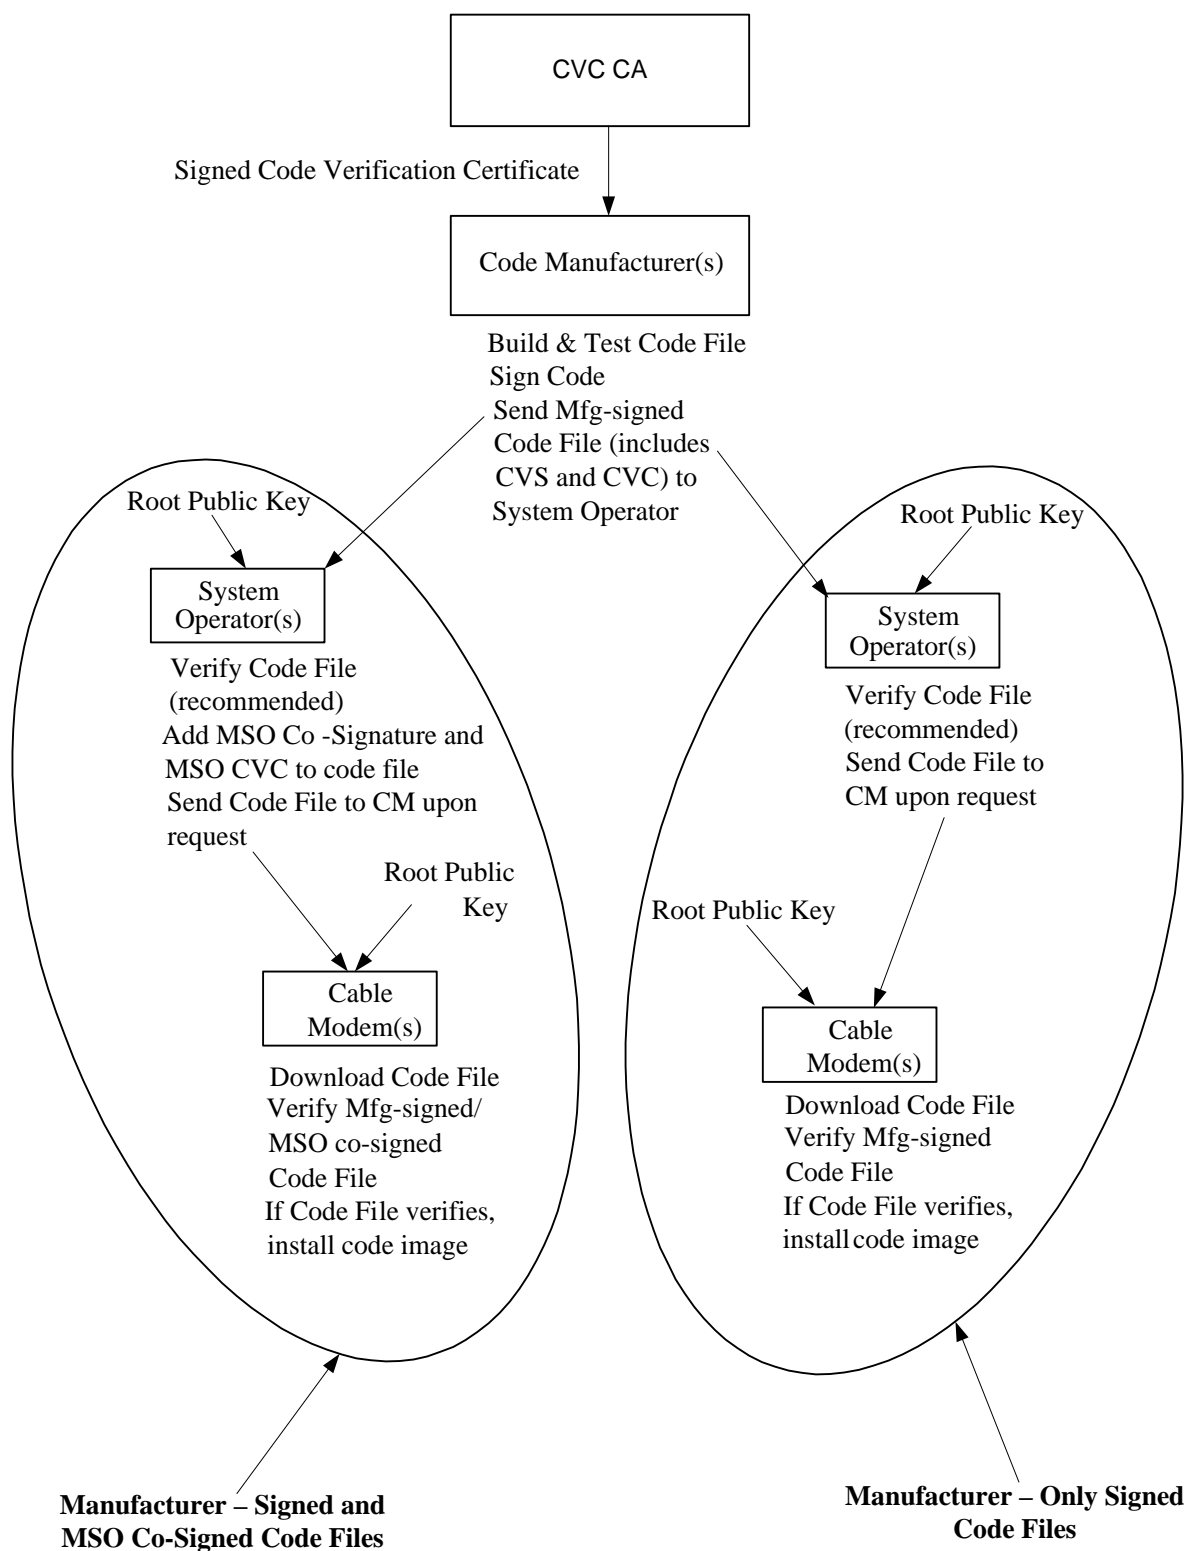 CVC CA
Signed Code Verification Certificate
Code Manufacturer(s)
Build & Test Code File
Sign Code
Send Mfg-signed
Code File (includes
CVS and CVC) to
System Operator
Root Public Key
System
Operator(s)
Verify Code File
(recommended)
Add MSO Co -Signature and
MSO CVC to code file
Send Code File to CM upon
request
Root Public
Key
Cable
Modem(s)
Download Code File
Verify Mfg-signed/
MSO co-signed
Code File
If Code File verifies,
install code image
Manufacturer – Signed and
MSO Co-Signed Code Files
Root Public Key
System
Operator(s)
Verify Code File
(recommended)
Send Code File to
CM upon request
Root Public Key
Cable
Modem(s)
Download Code File
Verify Mfg-signed
Code File
If Code File verifies,
install code image
Manufacturer – Only Signed
Code Files